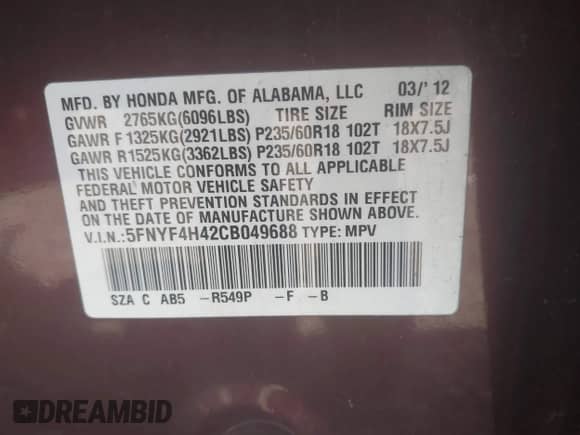 MFD. BY HONDA MFG. OF ALABAMA, LLC 03/' 12
GVWR 2765KG(6096LBS) TIRE SIZE RIM SIZE
GAWR F 1325KG(2921LBS) P235/60R18 102T 18X7.5J
GAWR R1525KG(3362LBS) P235/60R18 102T 18X7.5J
THIS VEHICLE CONFORMS TO ALL APPLICABLE
FEDERAL MOTOR VEHICLE SAFETY
AND THEFT PREVENTION STANDARDS IN EFFECT
ON THE DATE OF MANUFACTURE SHOWN ABOVE.
V.I.N.:5FNYF4H42CB049688 TYPE: MPV
SZA C AB5 -R549P -F -B
DREAMBID